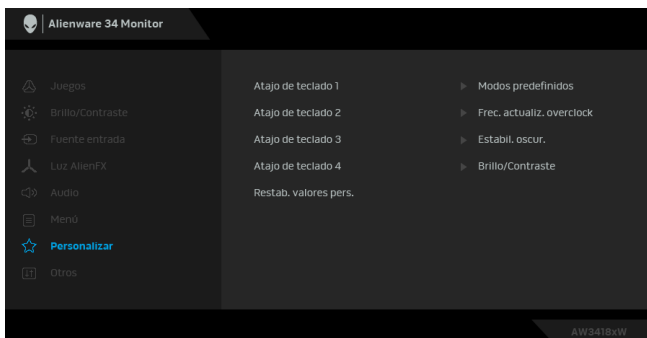 Alienware 34 Monitor
Juegos
Brillo/Contraste
Fuente entrada
Luz AlienFX
Audio
Menú
Personalizar
Otros
Atajo de teclado 1 Modos predefinidos
Atajo de teclado 2 Frec. actualiz. overclock
Atajo de teclado 3 Estabil. oscur.
Atajo de teclado 4 Brillo/Contraste
Restab. valores pers.
AW3418xW